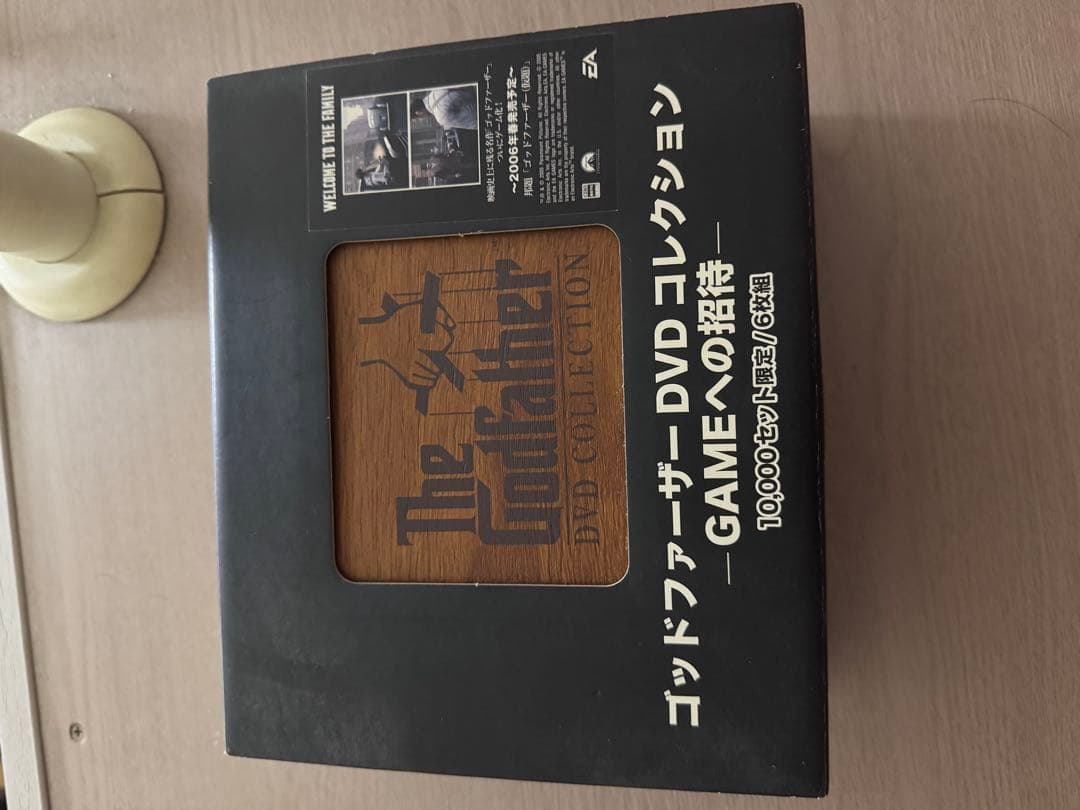 WELCOME TO THE FAMILY
映画史上に残る名作「ゴッドファーザー」
ついにゲーム化！
～2006年春発売予定～
邦題「ゴッドファーザー（仮題）」
EA
The
Godfather
DVD COLLECTION
ゴッドファーザー DVD コレクション
―GAMEへの招待―
10,000セット限定/6枚組